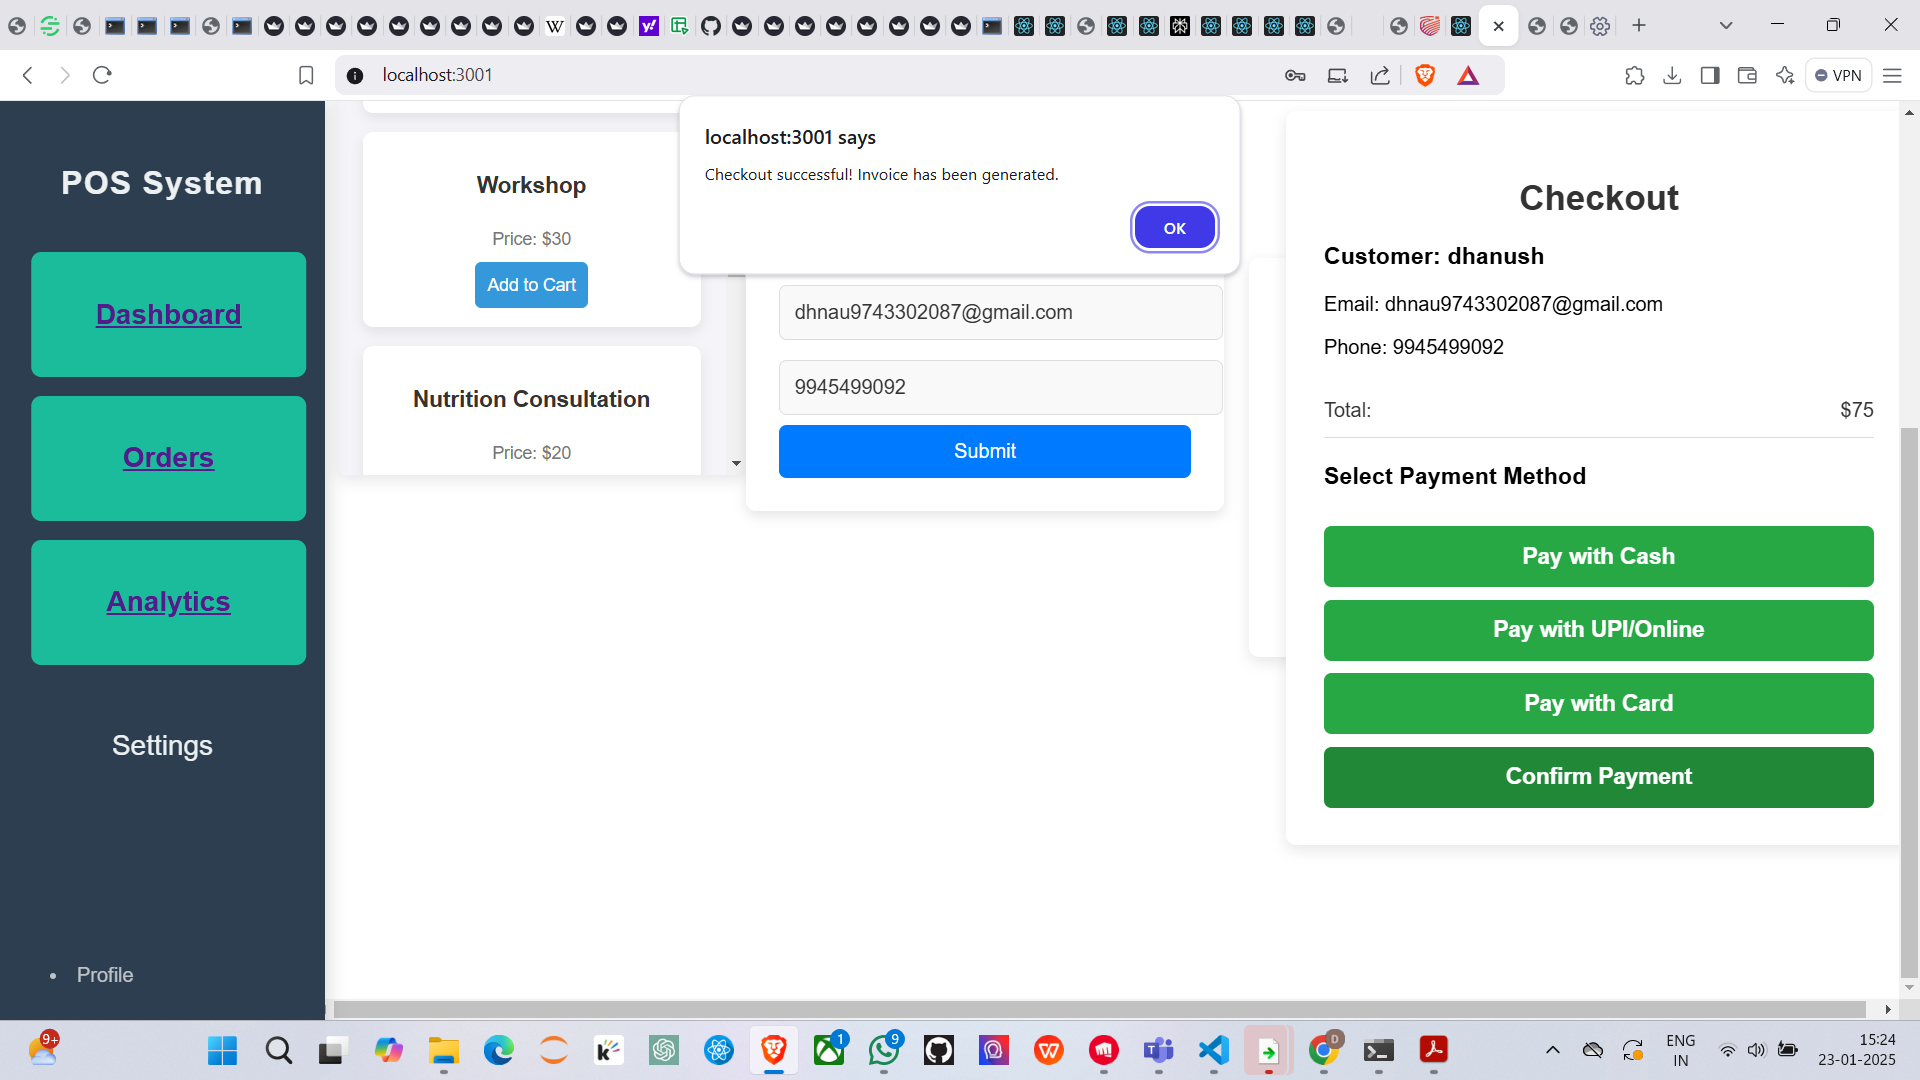 localhost:3001
VPN
POS System
Dashboard
Orders
Analytics
Settings
Profile
Workshop
Price: $30
Add to Cart
Nutrition Consultation
Price: $20
localhost:3001 says
Checkout successful! Invoice has been generated.
OK
dhnau9743302087@gmail.com
9945499092
Submit
Checkout
Customer: dhanush
Email: dhnau9743302087@gmail.com
Phone: 9945499092
Total: $75
Select Payment Method
Pay with Cash
Pay with UPI/Online
Pay with Card
Confirm Payment
9+
1
9
D
ENG
IN
15:24
23-01-2025